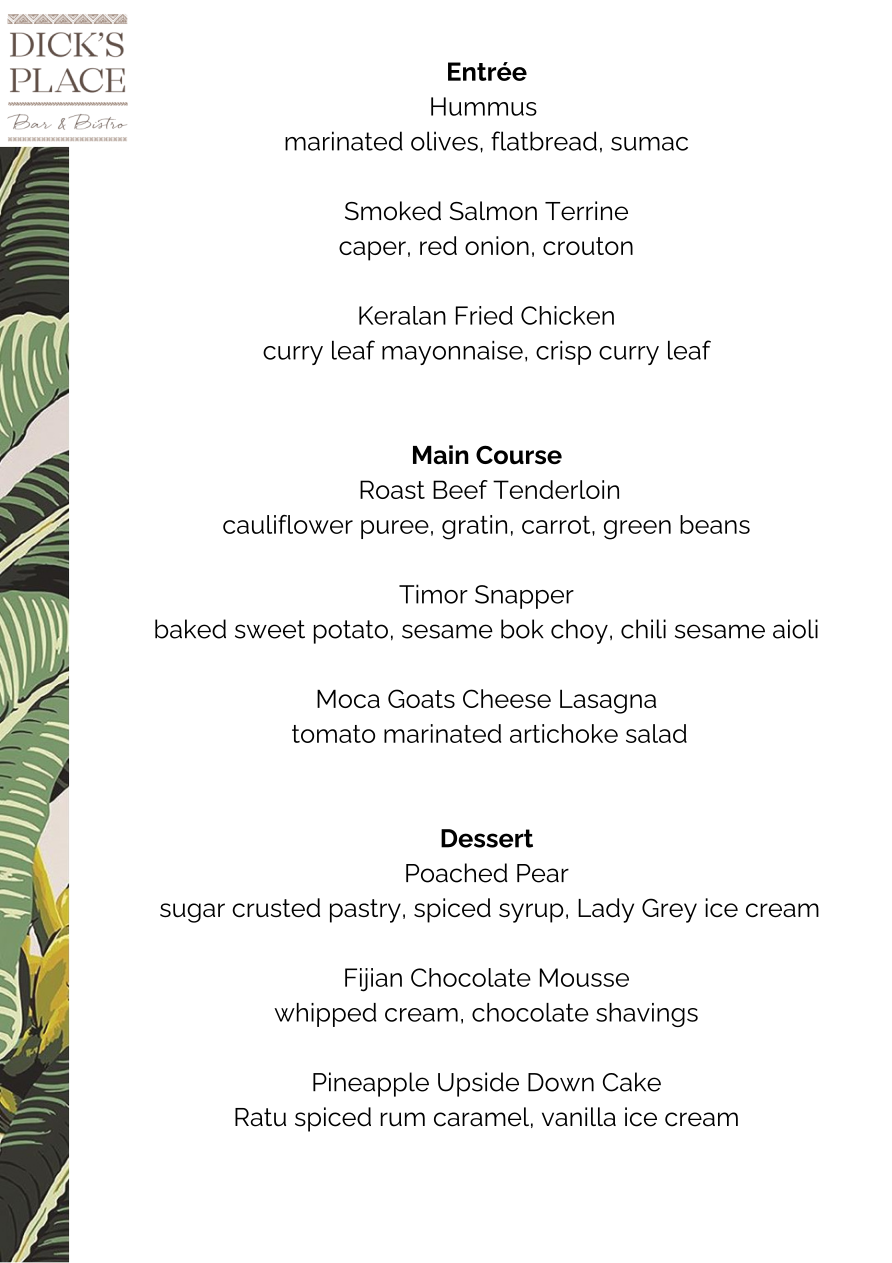 DICK'S
PLACE
Bar & Bistro
Entrée
Hummus
marinated olives, flatbread, sumac
Smoked Salmon Terrine
caper, red onion, crouton
Keralan Fried Chicken
curry leaf mayonnaise, crisp curry leaf
Main Course
Roast Beef Tenderloin
cauliflower puree, gratin, carrot, green beans
Timor Snapper
baked sweet potato, sesame bok choy, chili sesame aioli
Moca Goats Cheese Lasagna
tomato marinated artichoke salad
Dessert
Poached Pear
sugar crusted pastry, spiced syrup, Lady Grey ice cream
Fijian Chocolate Mousse
whipped cream, chocolate shavings
Pineapple Upside Down Cake
Ratu spiced rum caramel, vanilla ice cream